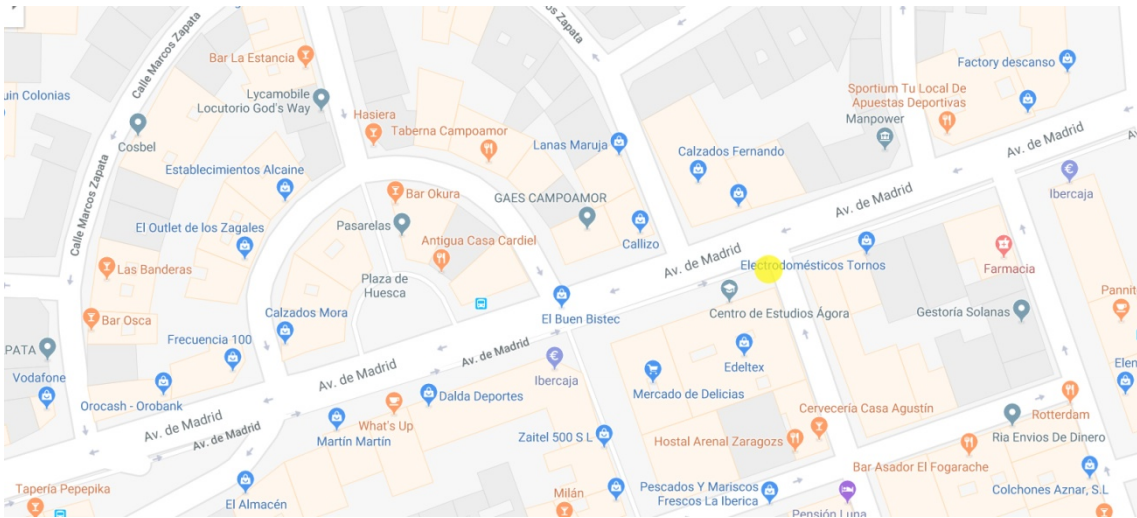 Zapata
Calle Marcos Zapata
Bar La Estancia
Factory descanso
uin Colonias
Lycamobile
Locutorio God's Way
Sportium Tu Local De
Apuestas Deportivas
Manpower
Hasiera
Taberna Campoamor
Cosbel
Lanas Maruja
Calzados Fernando
Av. de Madrid
Establecimientos Alcaine
Ibercaja
Bar Okura
GAES CAMPOAMOR
Av. de Madrid
Calle Marcos Zapata
El Outlet de los Zagales
Pasarelas
Callizo
Antigua Casa Cardiel
Av. de Madrid
Electrodomésticos Tornos
Farmacia
Las Banderas
Plaza de
Huesca
Pannit
Calzados Mora
El Buen Bistec
Centro de Estudios Ágora
Gestoría Solanas
Bar Osca
Frecuencia 100
PATA
Av. de Madrid
Av. de Madrid
Vodafone
Ibercaja
Edeltex
Elen
Orocash - Orobank
Dalda Deportes
Mercado de Delicias
Cervecería Casa Agustín
Rotterdam
Av. de Madrid
Av. de Madrid
What's Up
Martín Martín
Zaitel 500 S L
Hostal Arenal Zaragozs
Ria Envios De Dinero
Bar Asador El Fogarache
Tapería Pepepika
El Almacén
Milán
Pescados Y Mariscos
Frescos La Iberica
Colchones Aznar, S.L
Pensión Luna